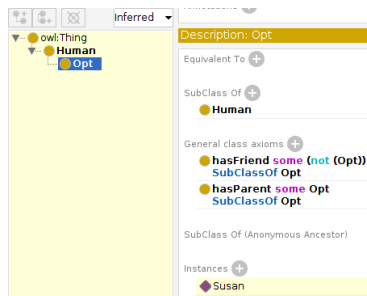 Inferred
owl:Thing
Human
Opt
Description: Opt
Equivalent To
SubClass Of
Human
General class axioms
hasFriend some (not (Opt))
SubClassOf Opt
hasParent some Opt
SubClassOf Opt
SubClass Of (Anonymous Ancestor)
Instances
Susan